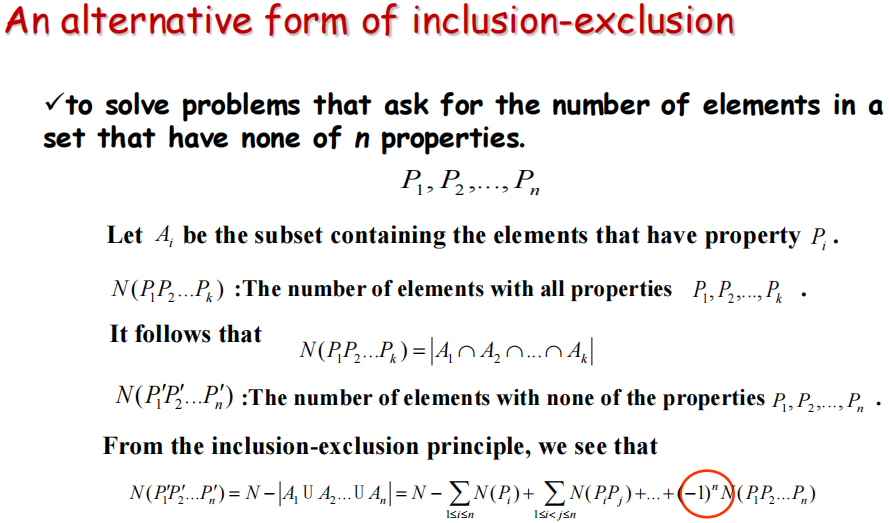 An alternative form of inclusion-exclusion
✓to solve problems that ask for the number of elements in a
set that have none of n properties.
P₁, P₂,..., Pₙ
Let Aᵢ be the subset containing the elements that have property Pᵢ .
N(P₁P₂...Pₖ) :The number of elements with all properties P₁, P₂,..., Pₖ .
It follows that
N(P₁P₂...Pₖ) = |A₁ ∩ A₂ ∩ ... ∩ Aₖ|
N(P₁′P₂′...Pₙ′) :The number of elements with none of the properties P₁, P₂,..., Pₙ .
From the inclusion-exclusion principle, we see that
N(P₁′P₂′...Pₙ′) = N − |A₁ U A₂...U Aₙ| = N − ∑_{1≤i≤n} N(Pᵢ) + ∑_{1≤i<j≤n} N(PᵢPⱼ) +...+ (−1)ⁿ N(P₁P₂...Pₙ)